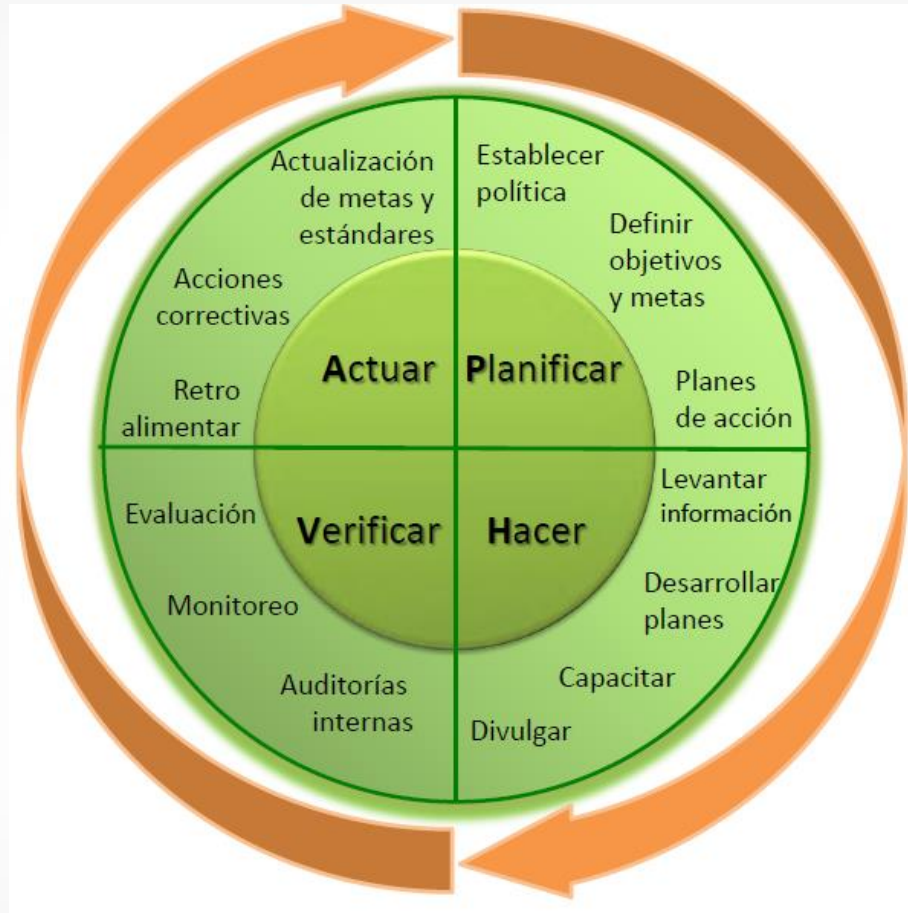 Actualización
de metas y
estándares
Acciones
correctivas
Retro
alimentar
Actuar
Establecer
política
Definir
objetivos
y metas
Planes
de acción
Planificar
Levantar
información
Desarrollar
planes
Capacitar
Divulgar
Hacer
Auditorías
internas
Monitoreo
Evaluación
Verificar